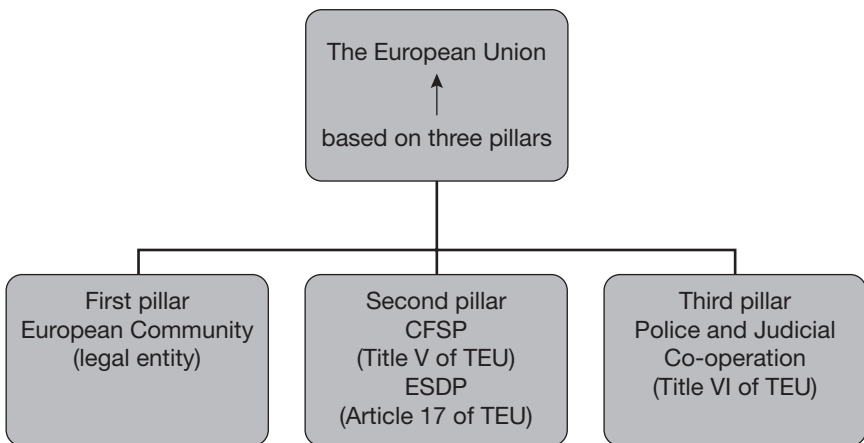 The European Union
based on three pillars
First pillar
European Community
(legal entity)
Second pillar
CFSP
(Title V of TEU)
ESDP
(Article 17 of TEU)
Third pillar
Police and Judicial
Co-operation
(Title VI of TEU)